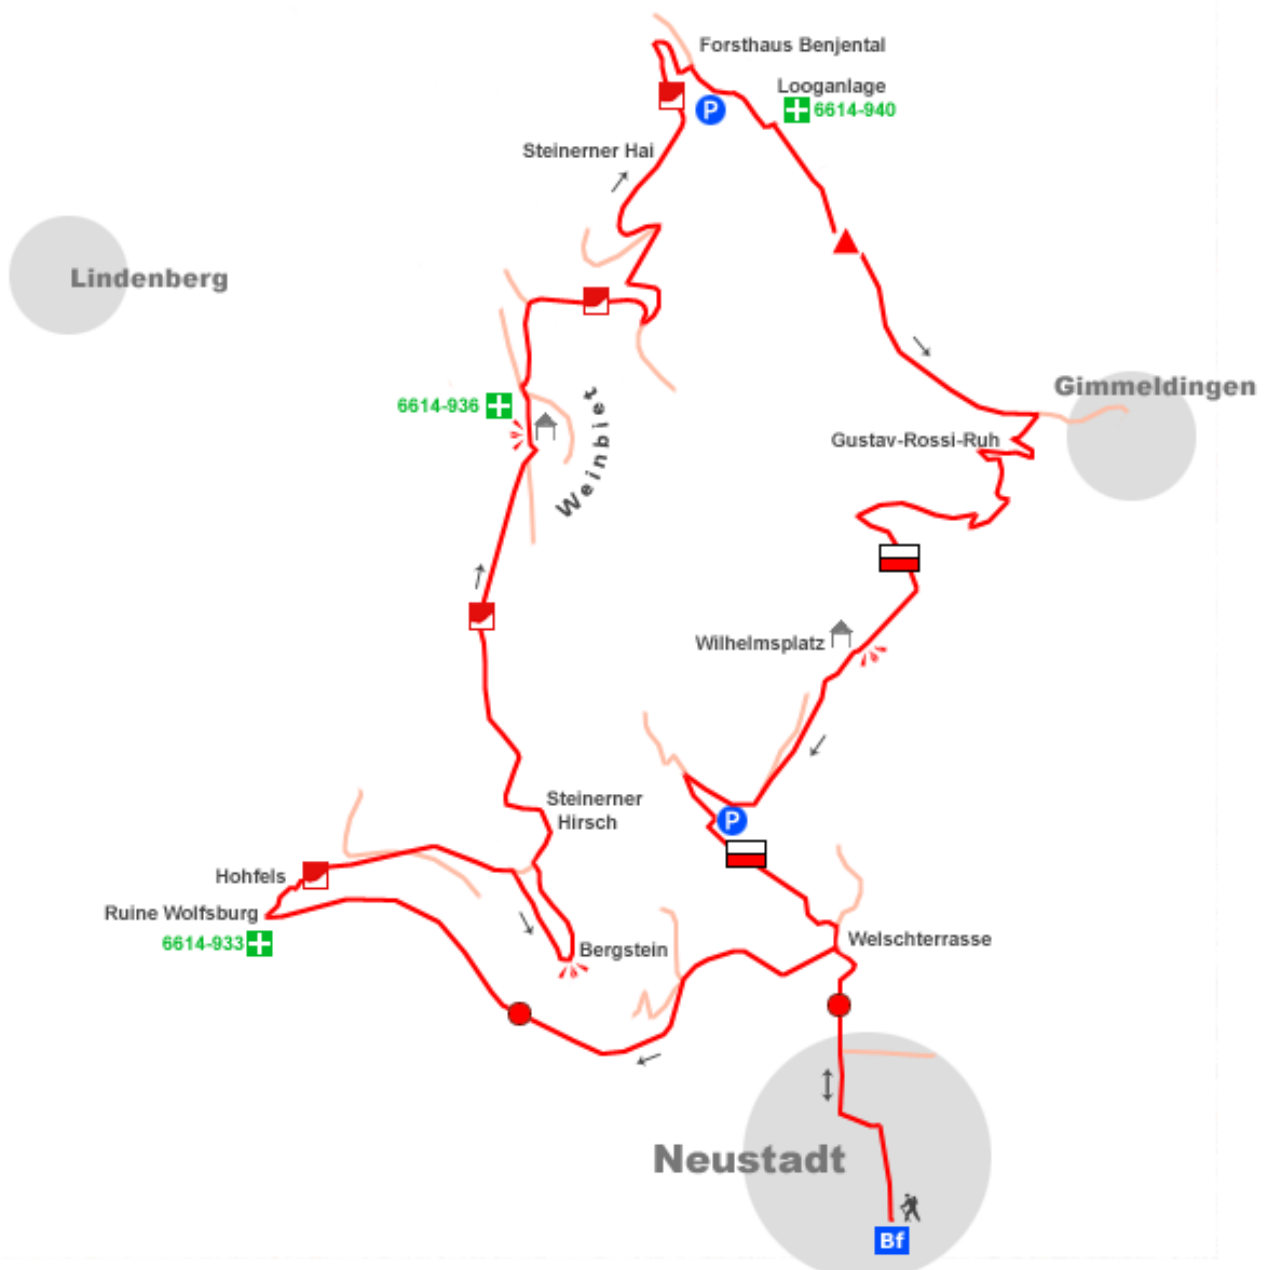 Forsthaus Benjental
Looganlage
P
6614-940
Steinerner Hai
Lindenberg
Gimmeldingen
6614-936
Weinbiet
Gustav-Rossi-Ruh
Wilhelmsplatz
Steinerner
Hirsch
P
Hohfels
Ruine Wolfsburg
6614-933
Bergstein
Welschterrasse
Neustadt
Bf